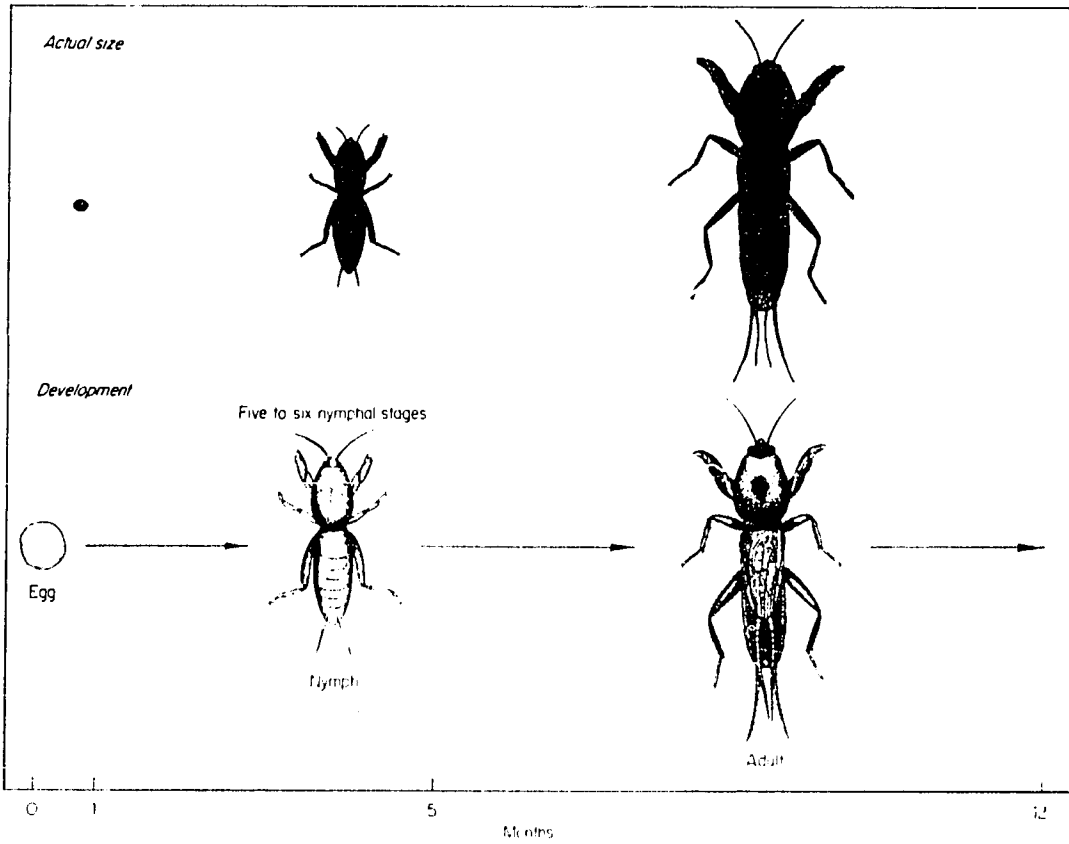 Actual size
Development
Five to six nymphal stages
Egg
Nymph
Adult
0 1 5 12
Months